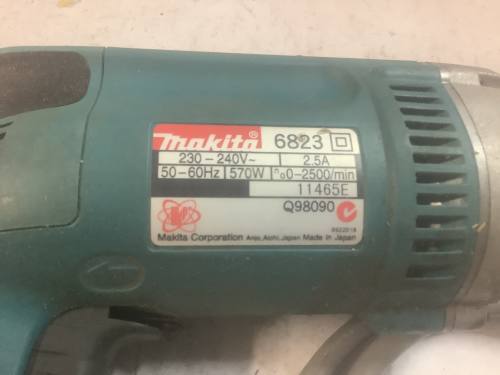 makita® 6823
230-240V~ 2.5A
50-60Hz 570W n₀0-2500/min
11465E
Q98090
Makita Corporation Anjo, Aichi, Japan Made in Japan